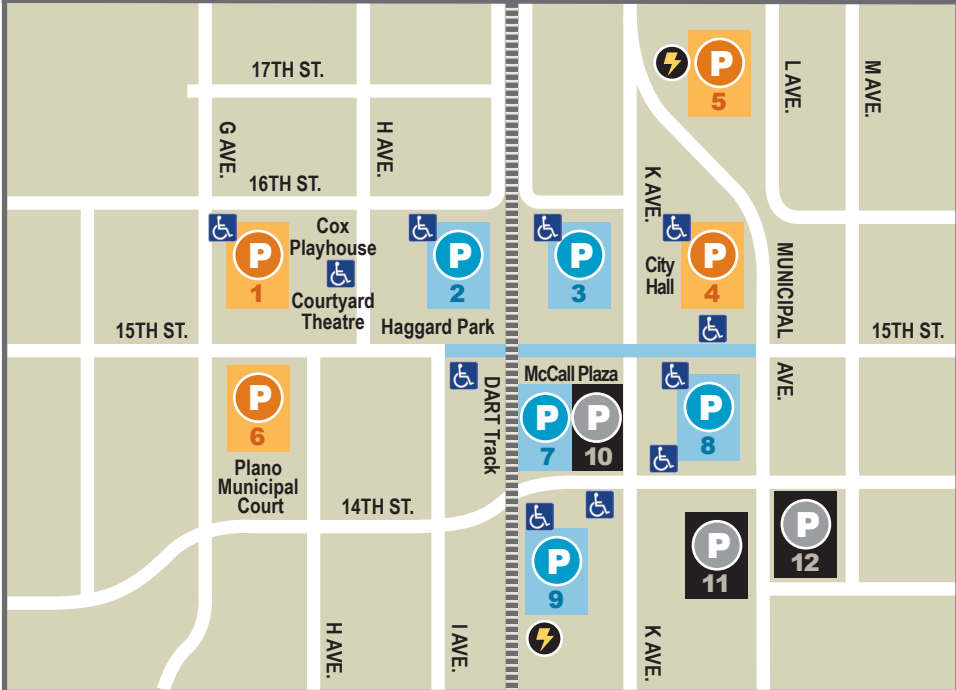 17TH ST.
P
5
L AVE.
M AVE.
G AVE.
H AVE.
16TH ST.
K AVE.
P
1
Cox
Playhouse
Courtyard
Theatre
P
2
Haggard Park
P
3
City
Hall
P
4
MUNICIPAL
AVE.
15TH ST.
15TH ST.
McCall Plaza
DART Track
P
6
Plano
Municipal
Court
P
7
P
10
P
8
14TH ST.
P
9
P
11
P
12
H AVE.
I AVE.
K AVE.